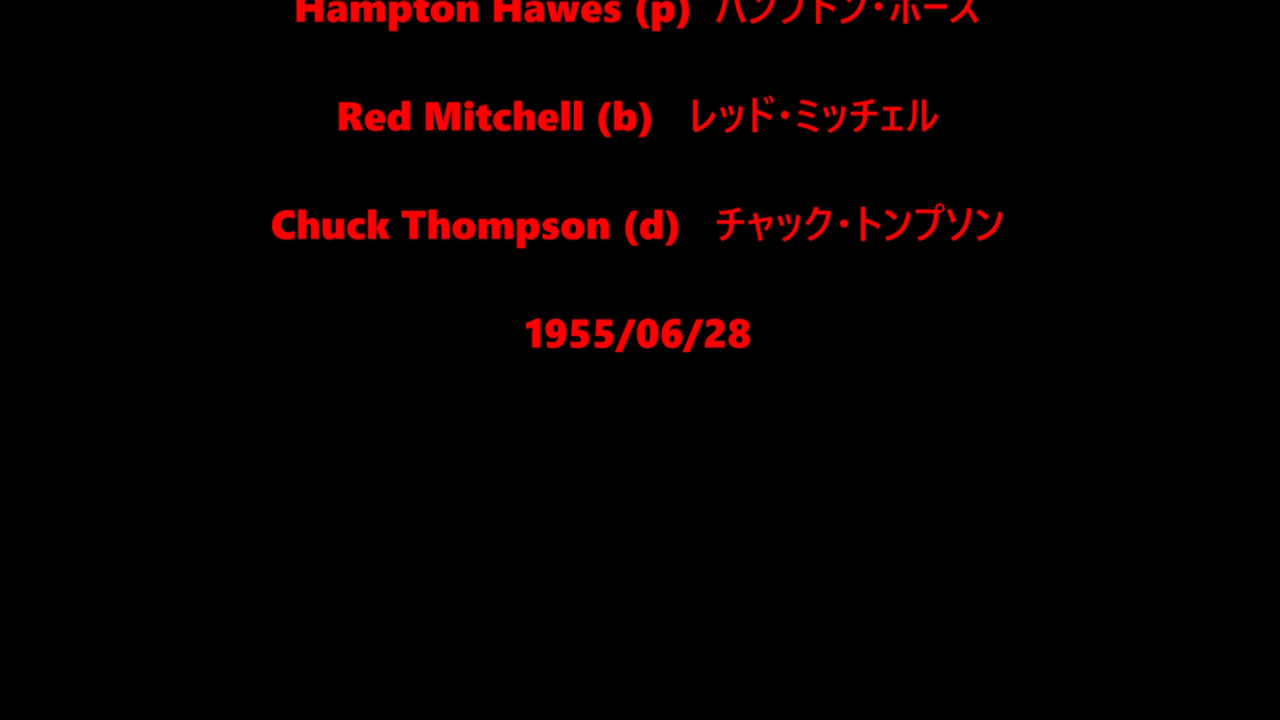 Hampton Hawes (p) ハンプトン・ホース
Red Mitchell (b) レッド・ミッチェル
Chuck Thompson (d) チャック・トンプソン
1955/06/28